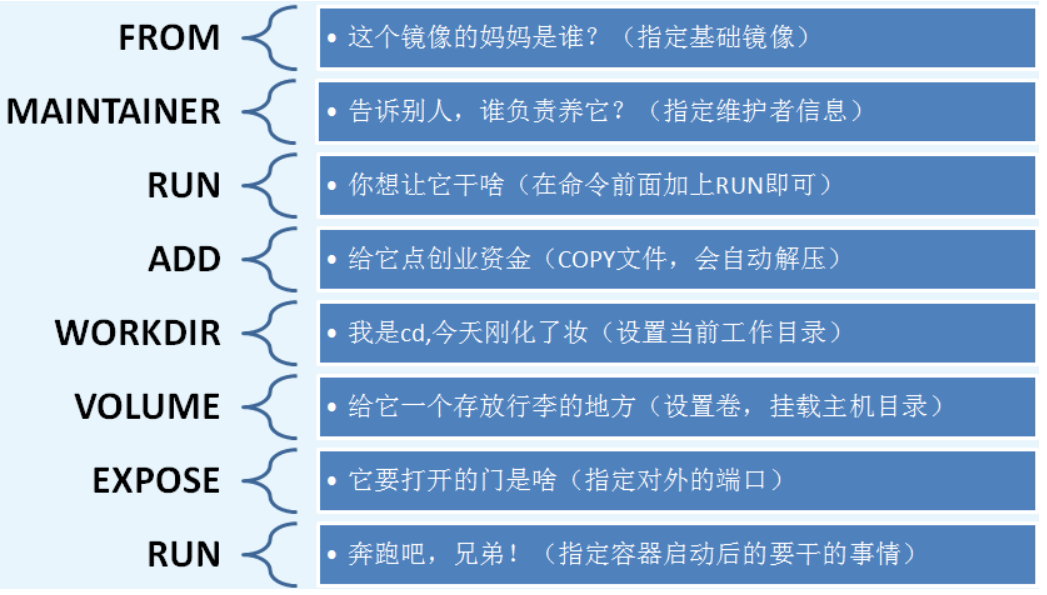 FROM
• 这个镜像的妈妈是谁？（指定基础镜像）
MAINTAINER
• 告诉别人，谁负责养它？（指定维护者信息）
RUN
• 你想让它干啥（在命令前面加上RUN即可）
ADD
• 给它点创业资金（COPY文件，会自动解压）
WORKDIR
• 我是cd,今天刚化了妆（设置当前工作目录）
VOLUME
• 给它一个存放行李的地方（设置卷，挂载主机目录）
EXPOSE
• 它要打开的门是啥（指定对外的端口）
RUN
• 奔跑吧，兄弟！（指定容器启动后的要干的事情）